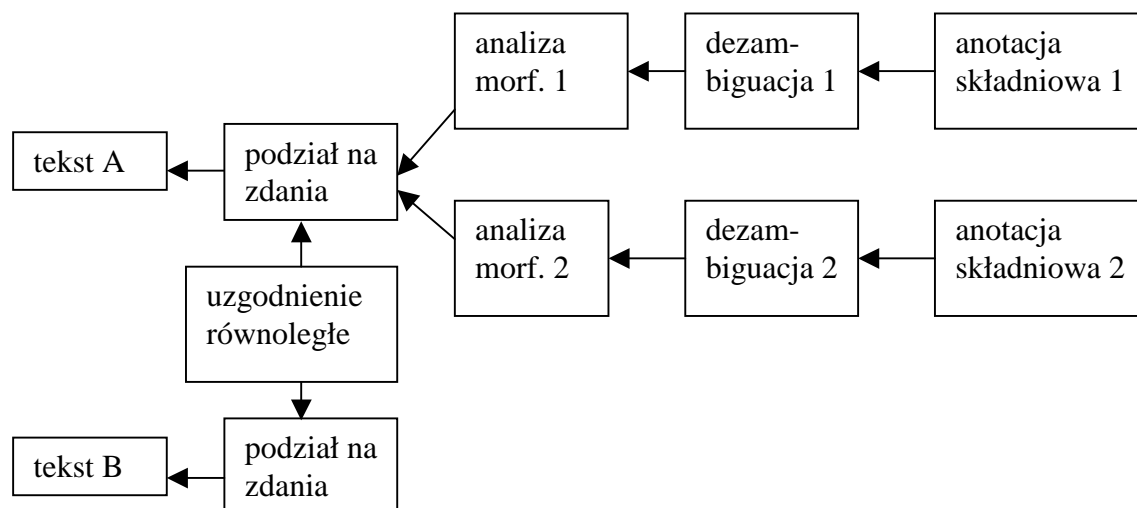 analiza
morf. 1
dezam-
biguacja 1
anotacja
składniowa 1
tekst A
podział na
zdania
analiza
morf. 2
dezam-
biguacja 2
anotacja
składniowa 2
uzgodnienie
równoległe
tekst B
podział na
zdania